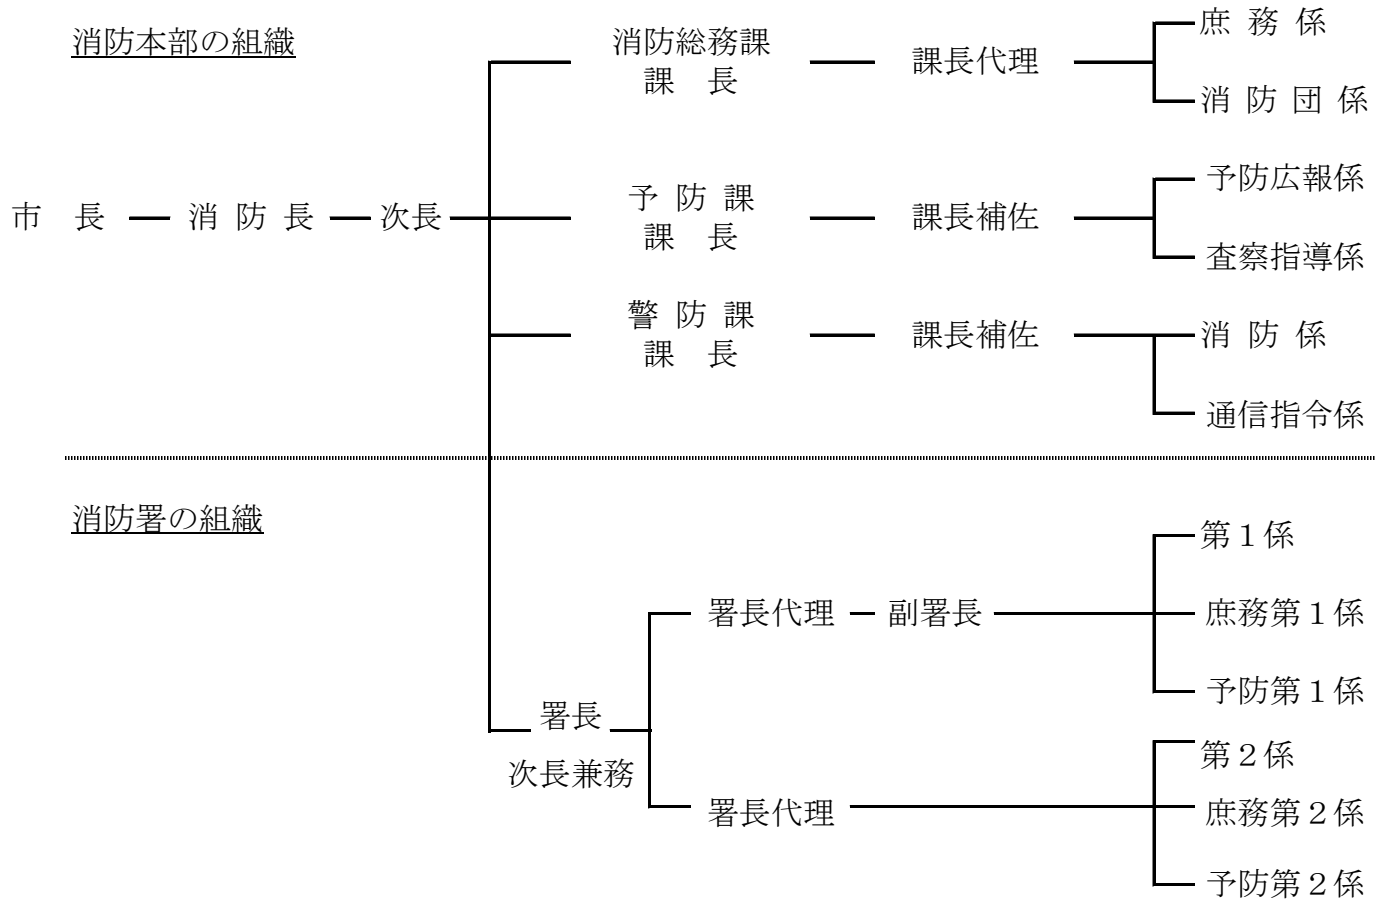 消防本部の組織
消防総務課
課　長
課長代理
庶 務 係
消 防 団 係
市　長
消 防 長
次長
予 防 課
課　長
課長補佐
予防広報係
査察指導係
警 防 課
課　長
課長補佐
消 防 係
通信指令係
消防署の組織
署長
次長兼務
署長代理
副署長
第１係
庶務第１係
予防第１係
署長代理
第２係
庶務第２係
予防第２係